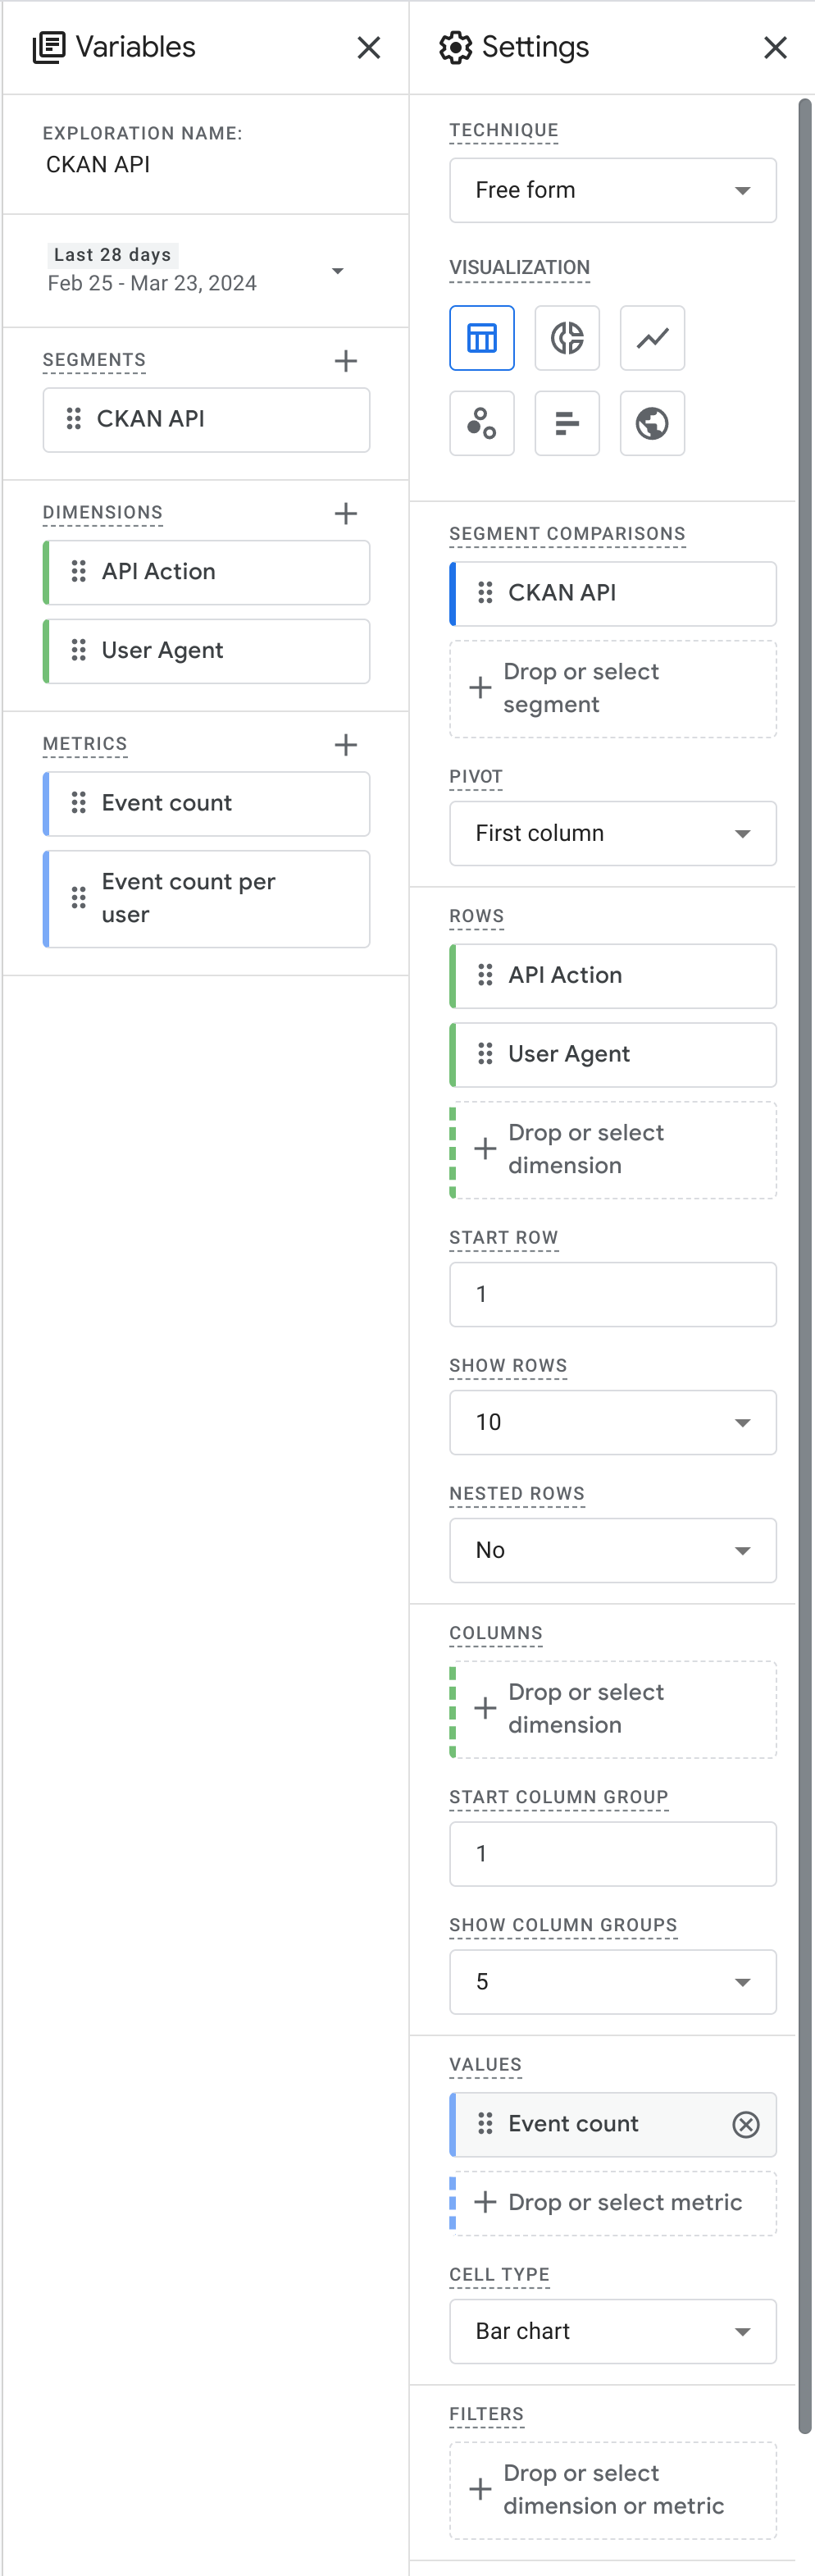 Variables
EXPLORATION NAME:
CKAN API
Last 28 days
Feb 25 - Mar 23, 2024
SEGMENTS
CKAN API
DIMENSIONS
API Action
User Agent
METRICS
Event count
Event count per
user
Settings
TECHNIQUE
Free form
VISUALIZATION
SEGMENT COMPARISONS
CKAN API
Drop or select
segment
PIVOT
First column
ROWS
API Action
User Agent
Drop or select
dimension
START ROW
1
SHOW ROWS
10
NESTED ROWS
No
COLUMNS
Drop or select
dimension
START COLUMN GROUP
1
SHOW COLUMN GROUPS
5
VALUES
Event count
Drop or select metric
CELL TYPE
Bar chart
FILTERS
Drop or select
dimension or metric